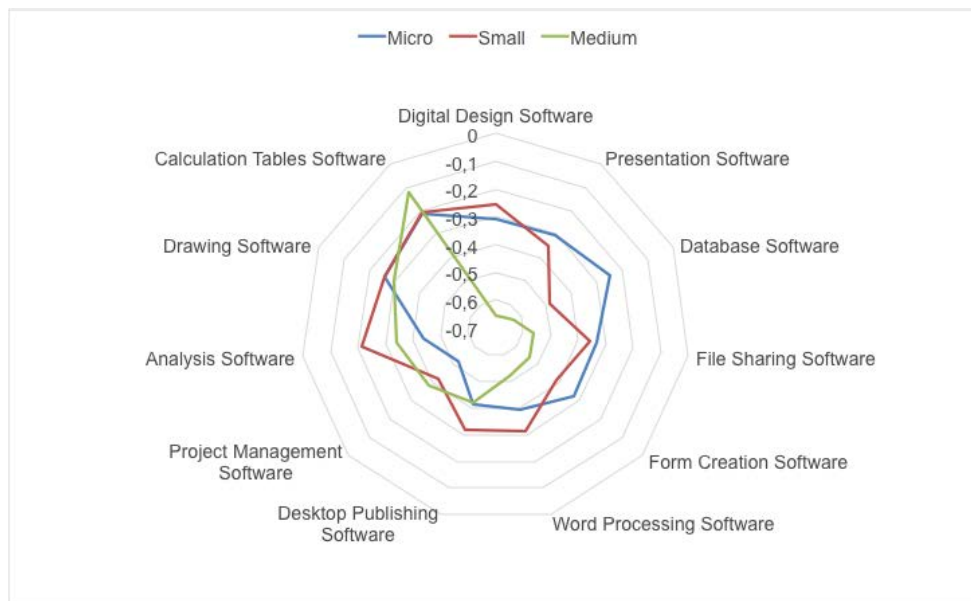 Micro Small Medium
Digital Design Software
Calculation Tables Software
Presentation Software
Drawing Software
Database Software
Analysis Software
File Sharing Software
Project Management
Software
Form Creation Software
Desktop Publishing
Software
Word Processing Software
0
-0,1
-0,2
-0,3
-0,4
-0,5
-0,6
-0,7